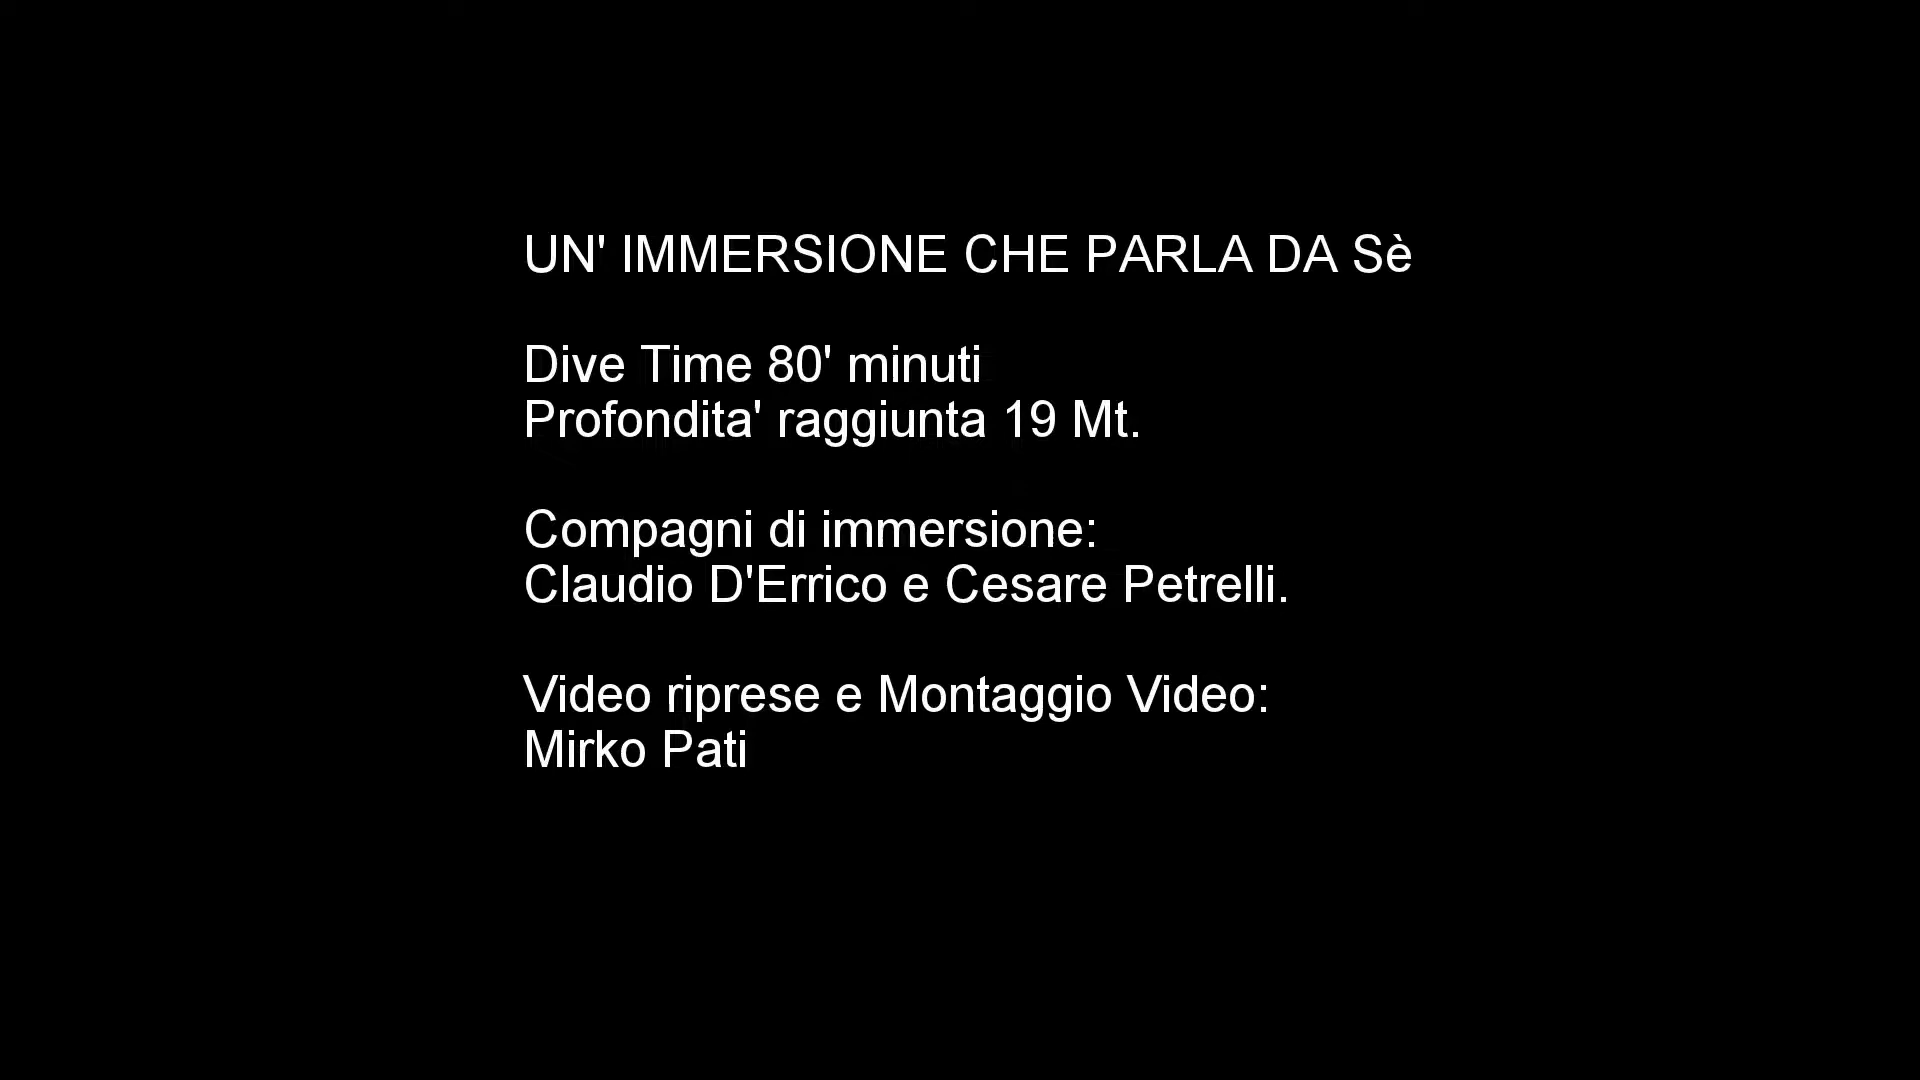 UN' IMMERSIONE CHE PARLA DA Sè
Dive Time 80' minuti
Profondita' raggiunta 19 Mt.
Compagni di immersione:
Claudio D'Errico e Cesare Petrelli.
Video riprese e Montaggio Video:
Mirko Pati